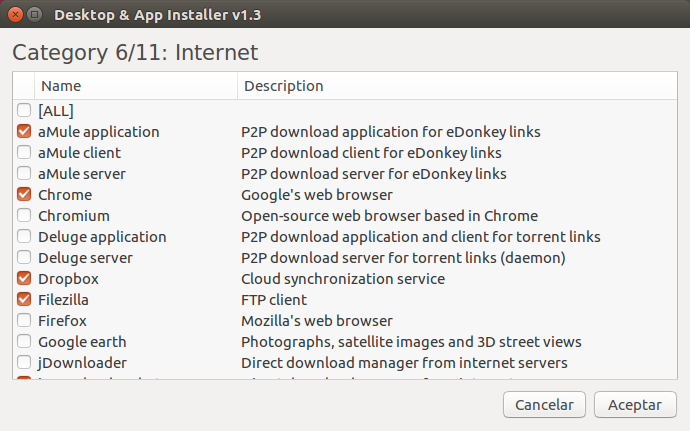 Desktop & App Installer v1.3
Category 6/11: Internet
Name Description
[ALL]
aMule application P2P download application for eDonkey links
aMule client P2P download client for eDonkey links
aMule server P2P download server for eDonkey links
Chrome Google's web browser
Chromium Open-source web browser based in Chrome
Deluge application P2P download application and client for torrent links
Deluge server P2P download server for torrent links (daemon)
Dropbox Cloud synchronization service
Filezilla FTP client
Firefox Mozilla's web browser
Google earth Photographs, satellite images and 3D street views
jDownloader Direct download manager from internet servers
Cancelar Aceptar